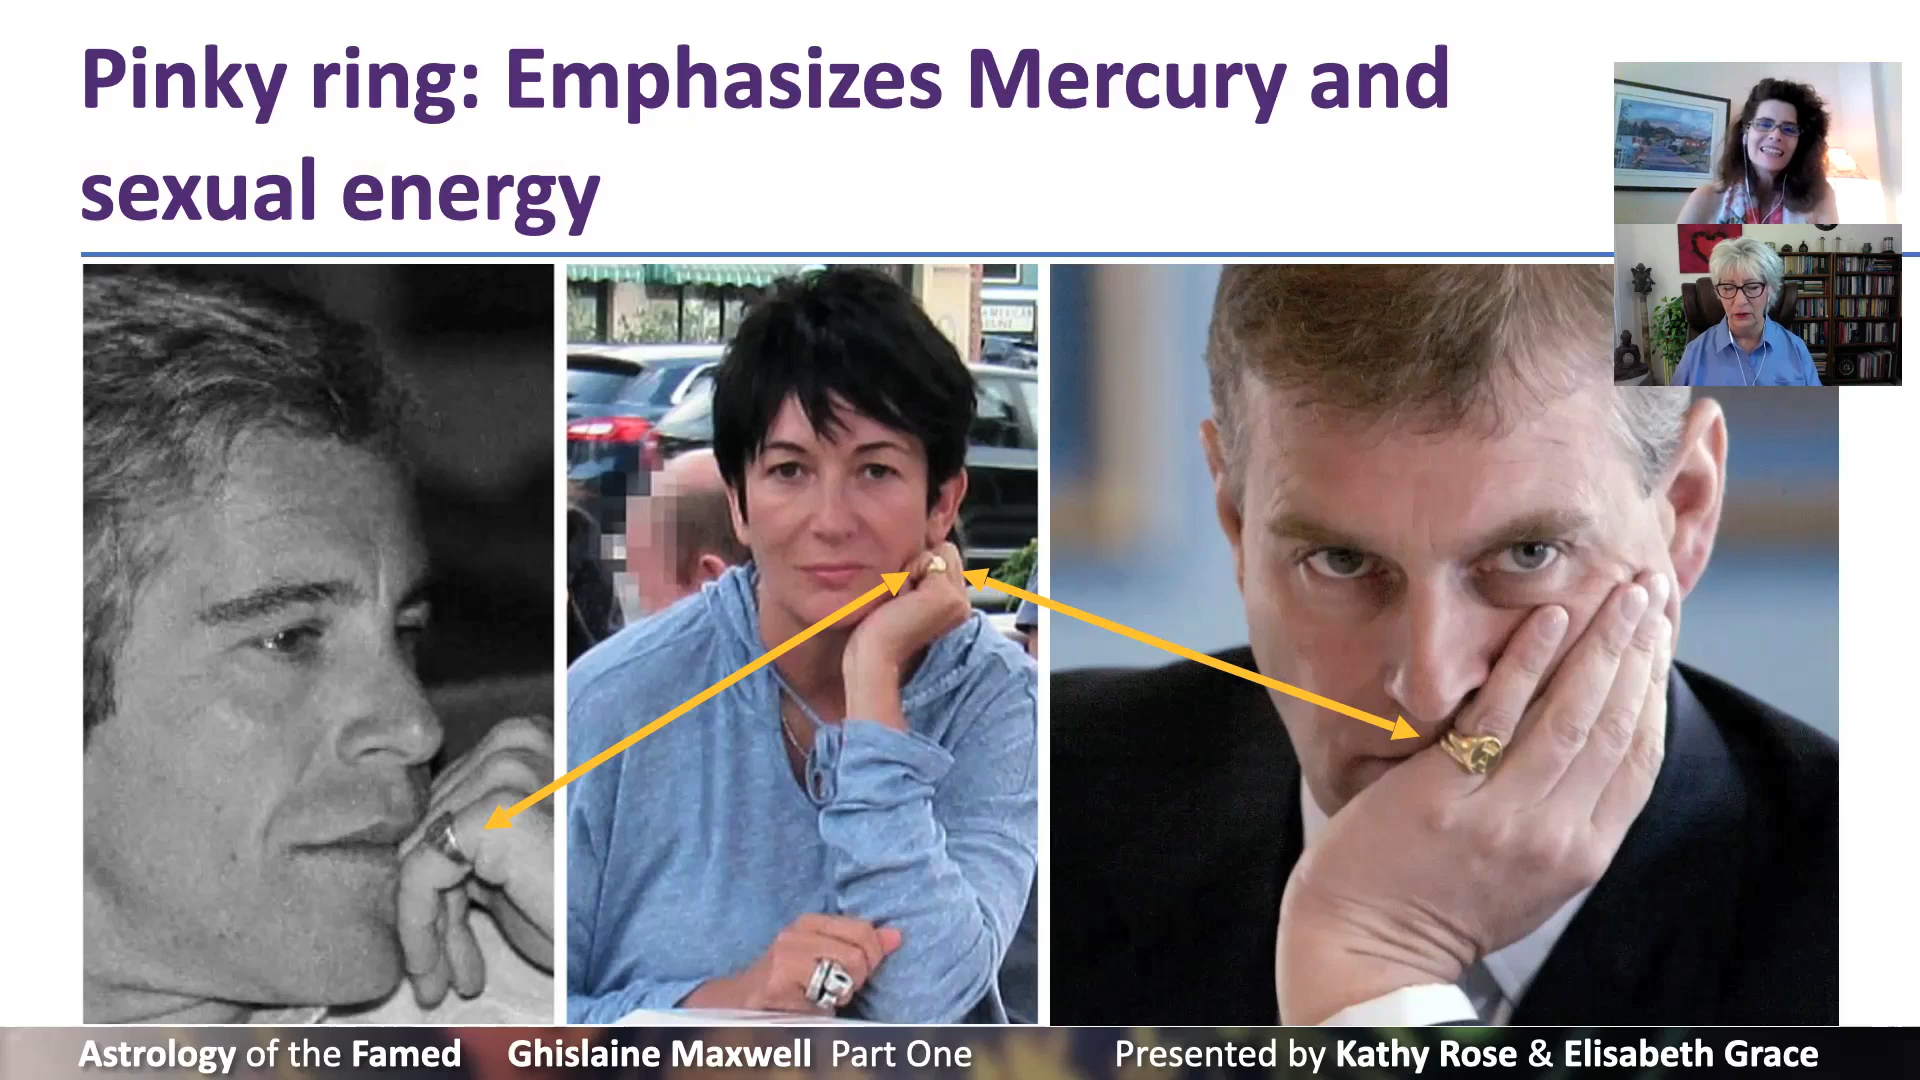 Pinky ring: Emphasizes Mercury and
sexual energy
Astrology of the Famed Ghislaine Maxwell Part One Presented by Kathy Rose & Elisabeth Grace